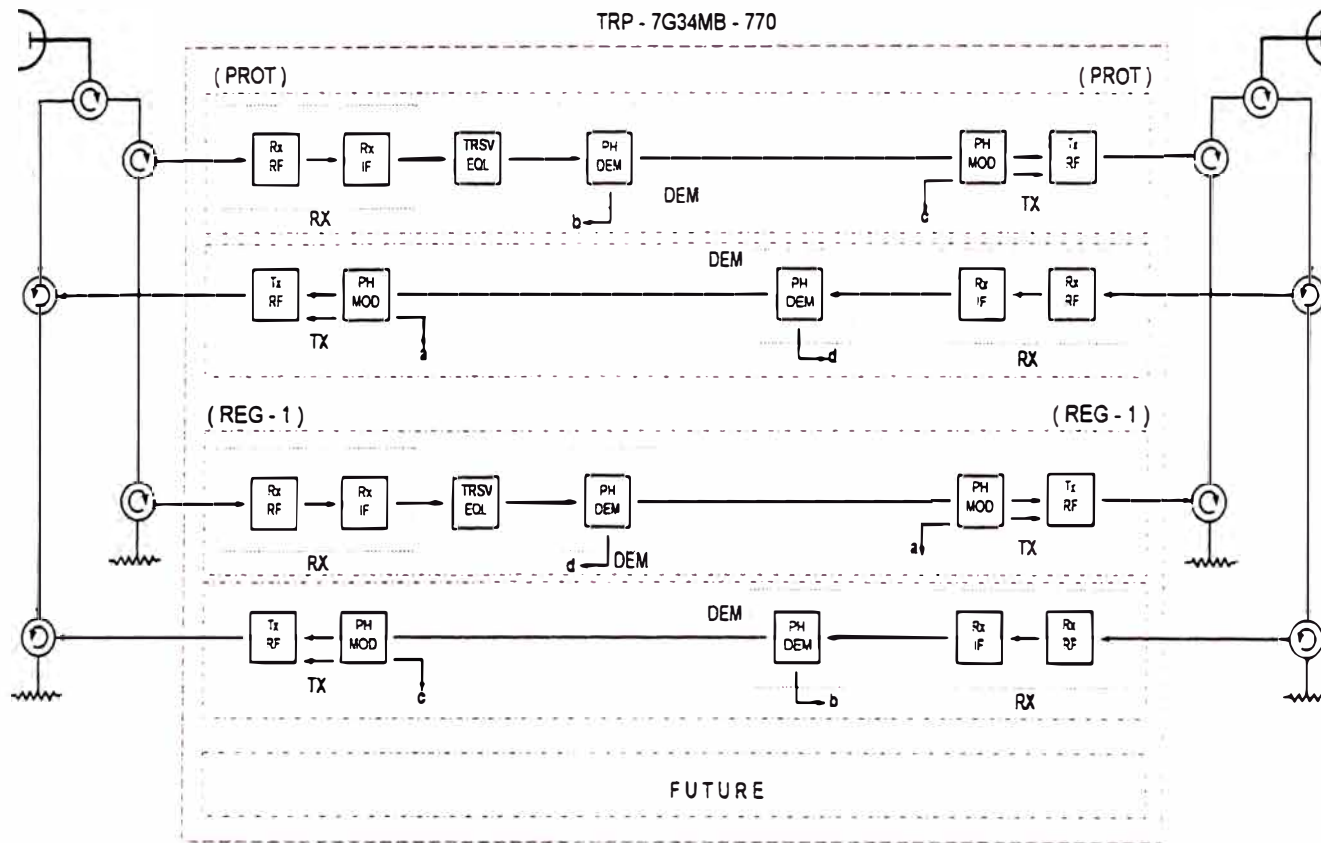 TRP - 7G34MB - 770
( PROT )
( PROT )
Rx
RF
Rx
IF
TRSV
EQL
PH
DEM
PH
MOD
Tx
RF
RX
b
DEM
c
TX
DEM
Tx
RF
PH
MOD
PH
DEM
Rx
IF
Rx
RF
TX
a
d
RX
( REG - 1 )
( REG - 1 )
Rx
RF
Rx
IF
TRSV
EQL
PH
DEM
PH
MOD
Tx
RF
RX
d
DEM
a
TX
DEM
Tx
RF
PH
MOD
PH
DEM
Rx
IF
Rx
RF
TX
c
b
RX
FUTURE